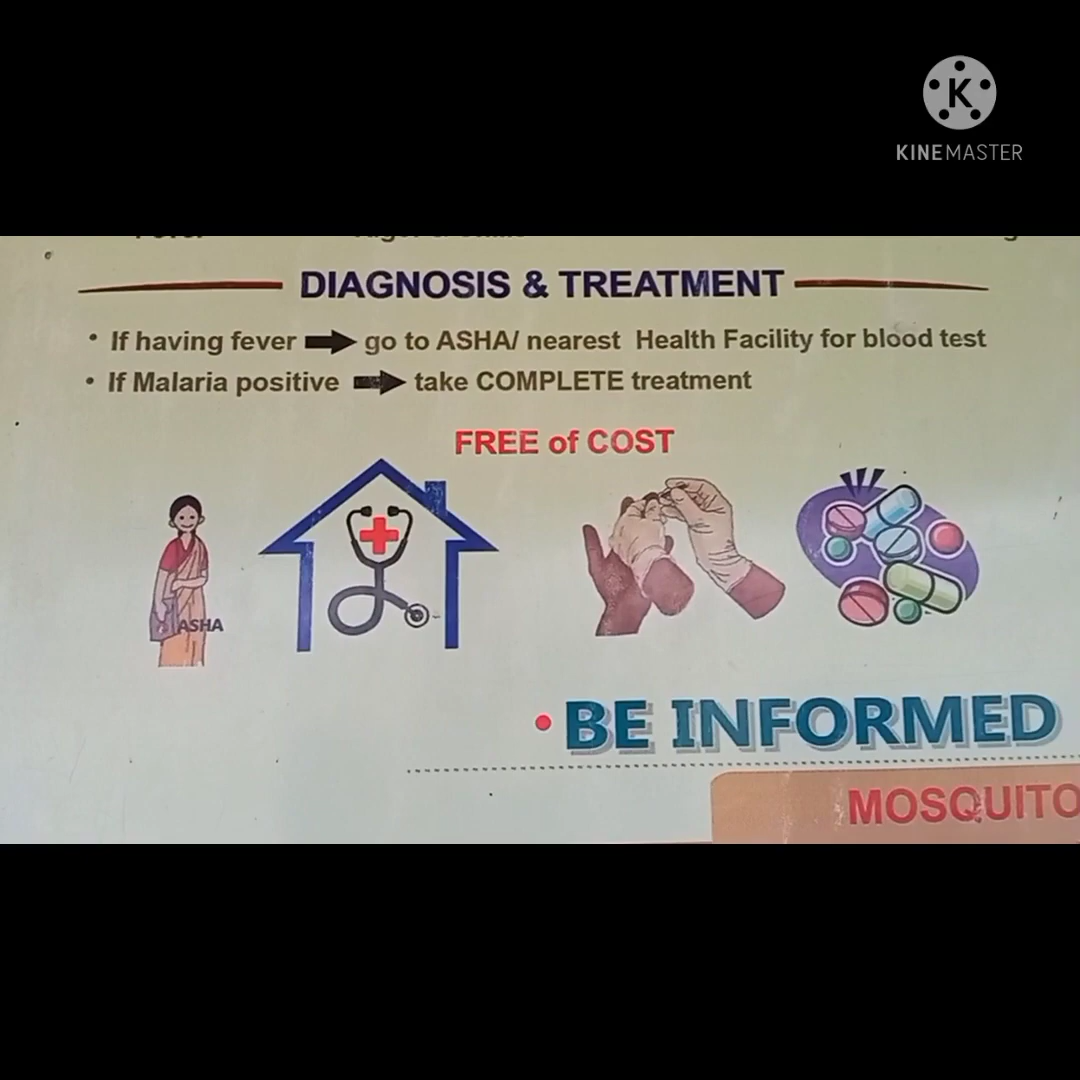 KINEMASTER
DIAGNOSIS & TREATMENT
• If having fever ➡ go to ASHA/ nearest Health Facility for blood test
• If Malaria positive ➡ take COMPLETE treatment
FREE of COST
ASHA
• BE INFORMED
MOSQUITO